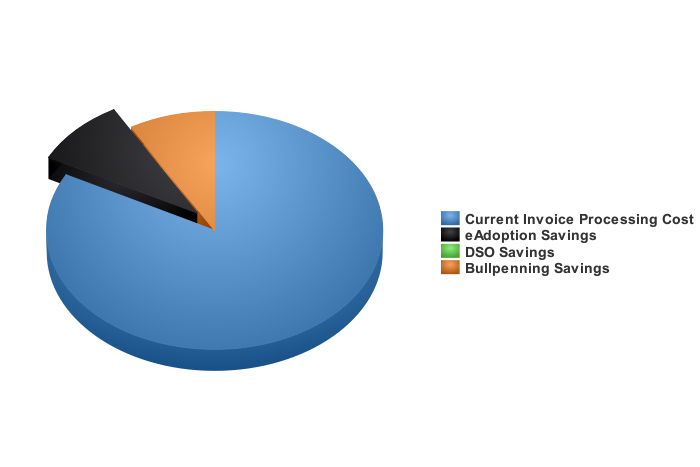 Current Invoice Processing Cost
eAdoption Savings
DSO Savings
Bullpenning Savings